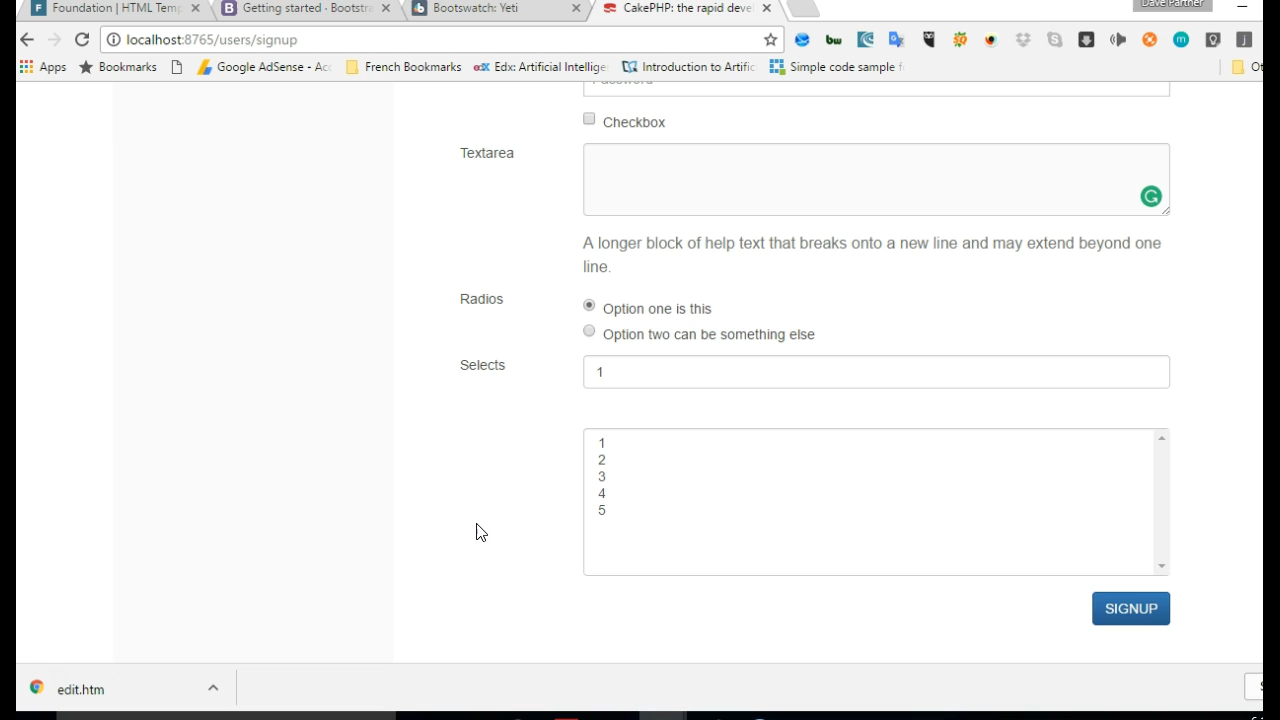 Foundation | HTML Temp
Getting started · Bootstra
Bootswatch: Yeti
CakePHP: the rapid deve
Dave Partner
localhost:8765/users/signup
Apps
Bookmarks
Google AdSense - Acc
French Bookmarks
Edx: Artificial Intellige
Introduction to artific
Simple code sample f
Ot
Password
Checkbox
Textarea
A longer block of help text that breaks onto a new line and may extend beyond one
line.
Radios
Option one is this
Option two can be something else
Selects
1
1
2
3
4
5
SIGNUP
edit.htm